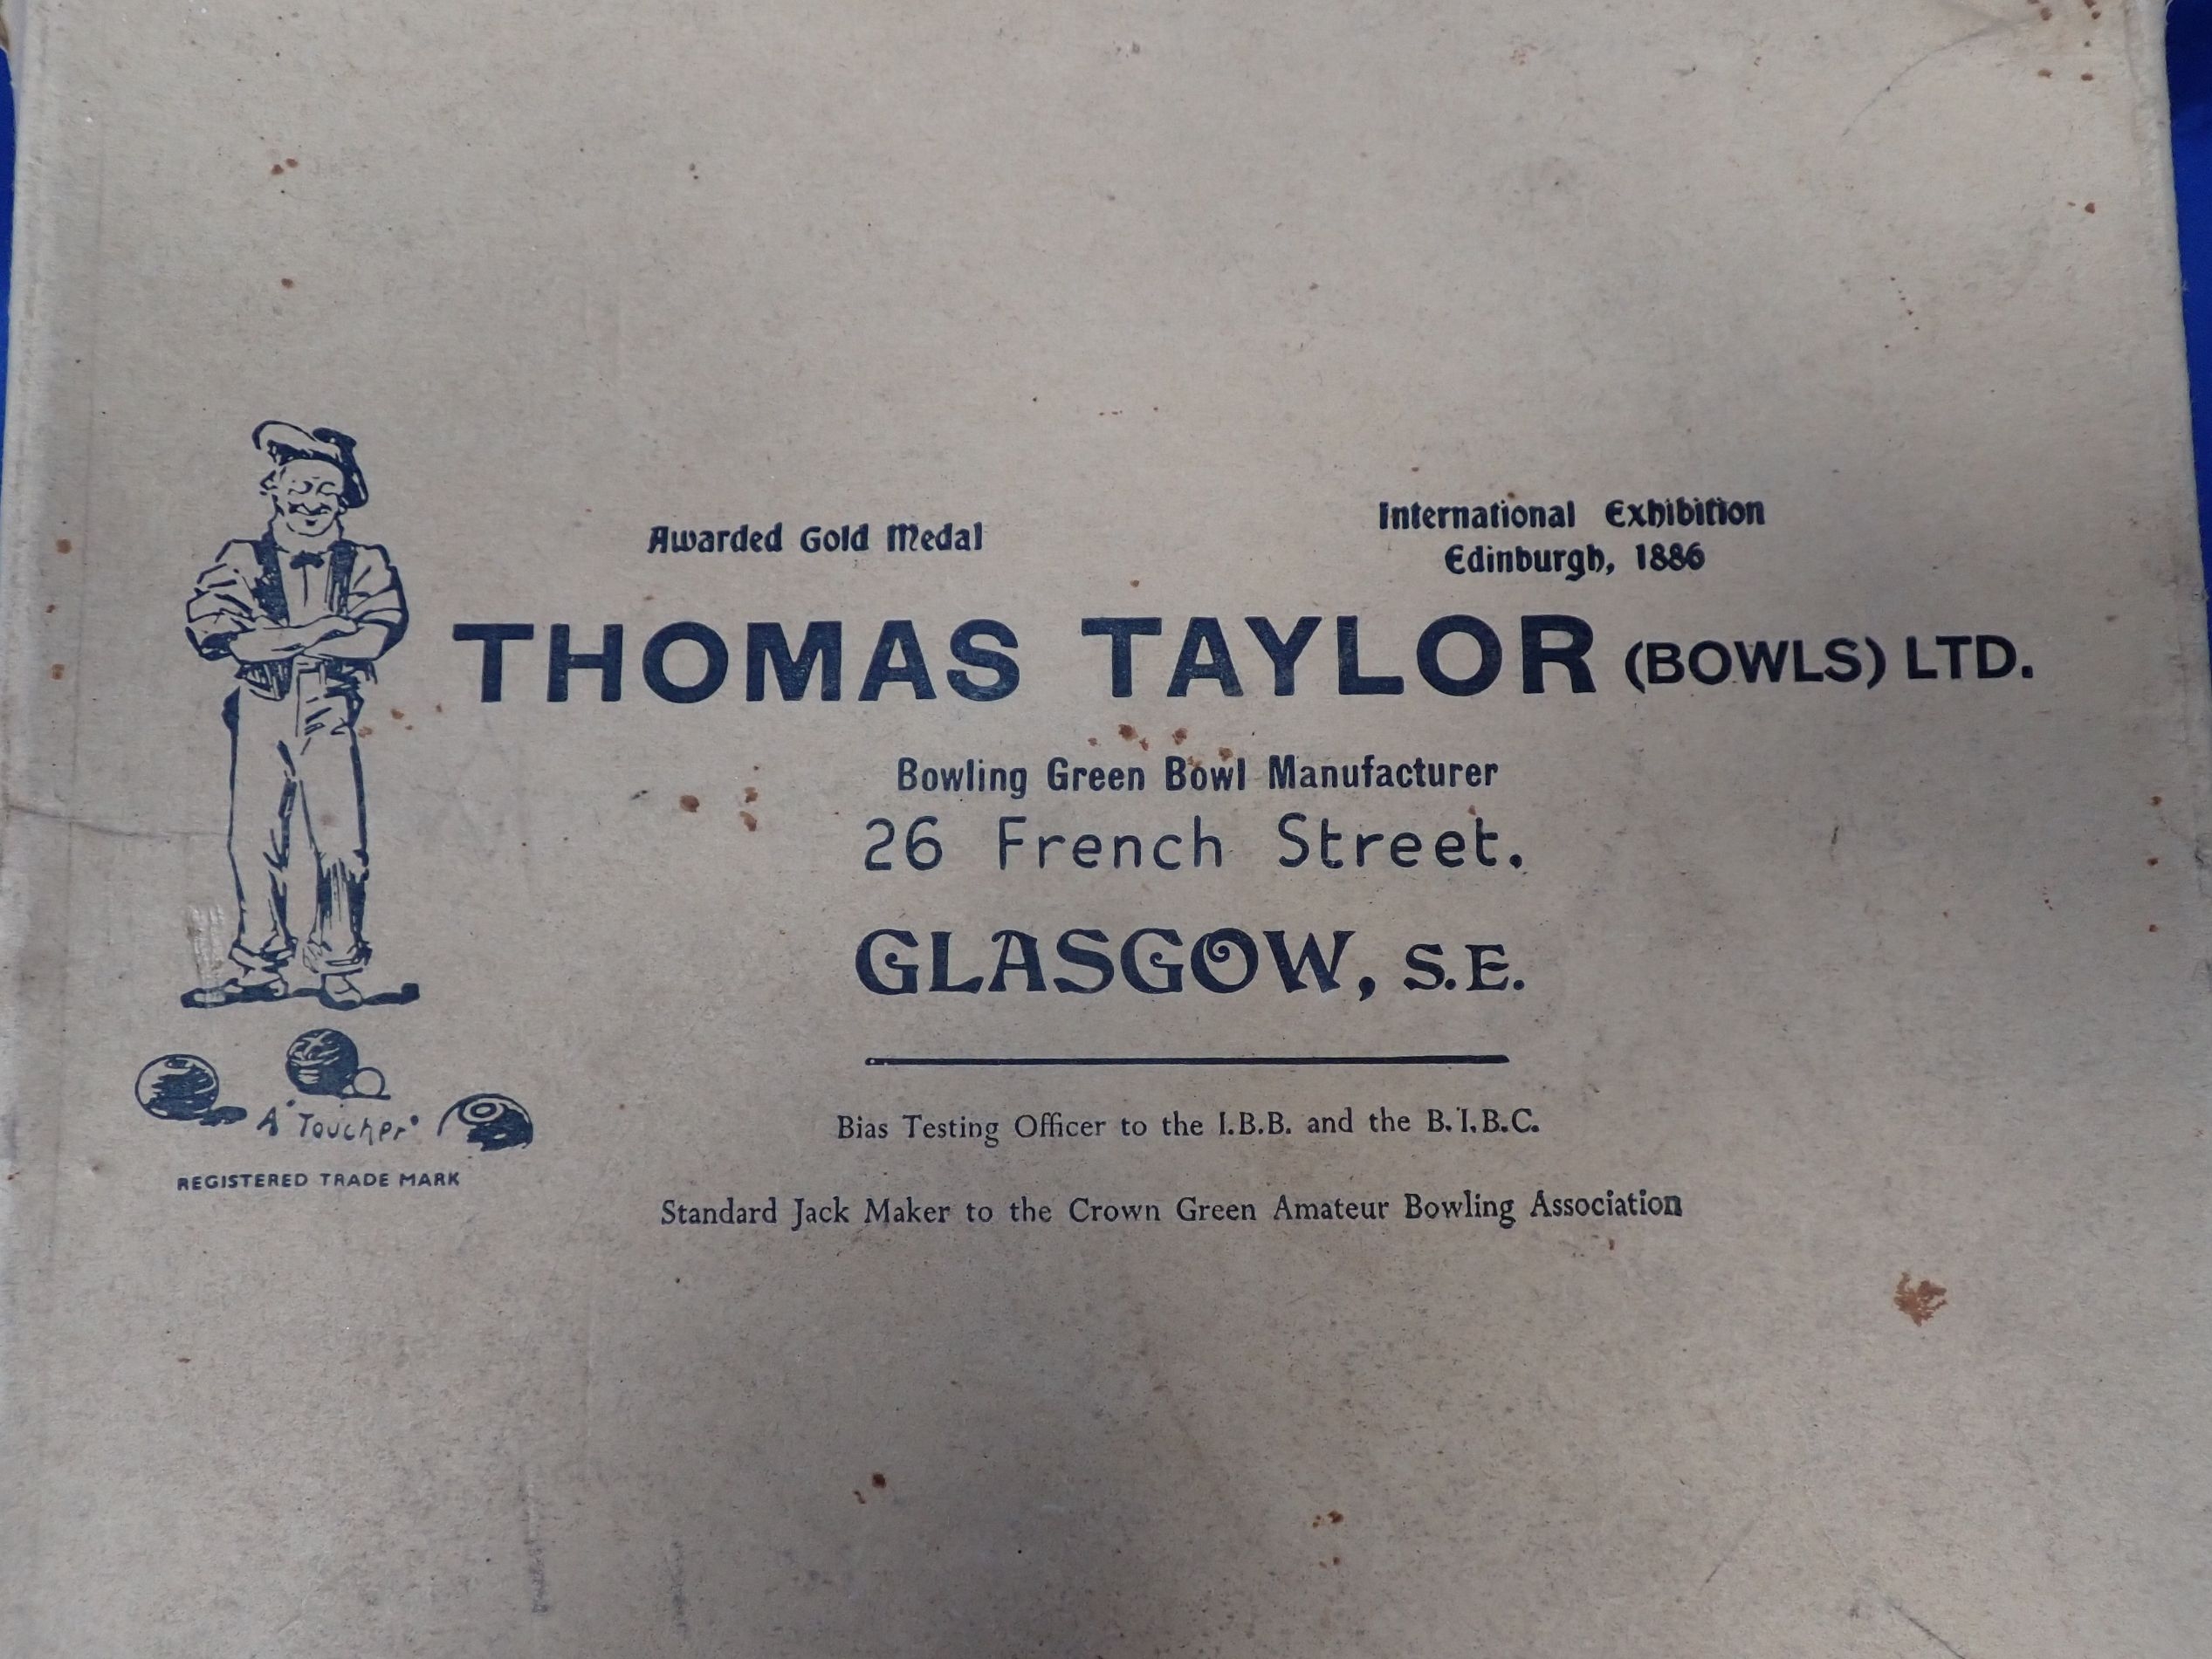 Awarded Gold Medal
International Exhibition
Edinburgh, 1886
THOMAS TAYLOR (BOWLS) LTD.
Bowling Green Bowl Manufacturer
26 French Street.
GLASGOW, S.E.
Bias Testing Officer to the I.B.B. and the B.I.B.C.
Standard Jack Maker to the Crown Green Amateur Bowling Association
A "Toucher"
REGISTERED TRADE MARK